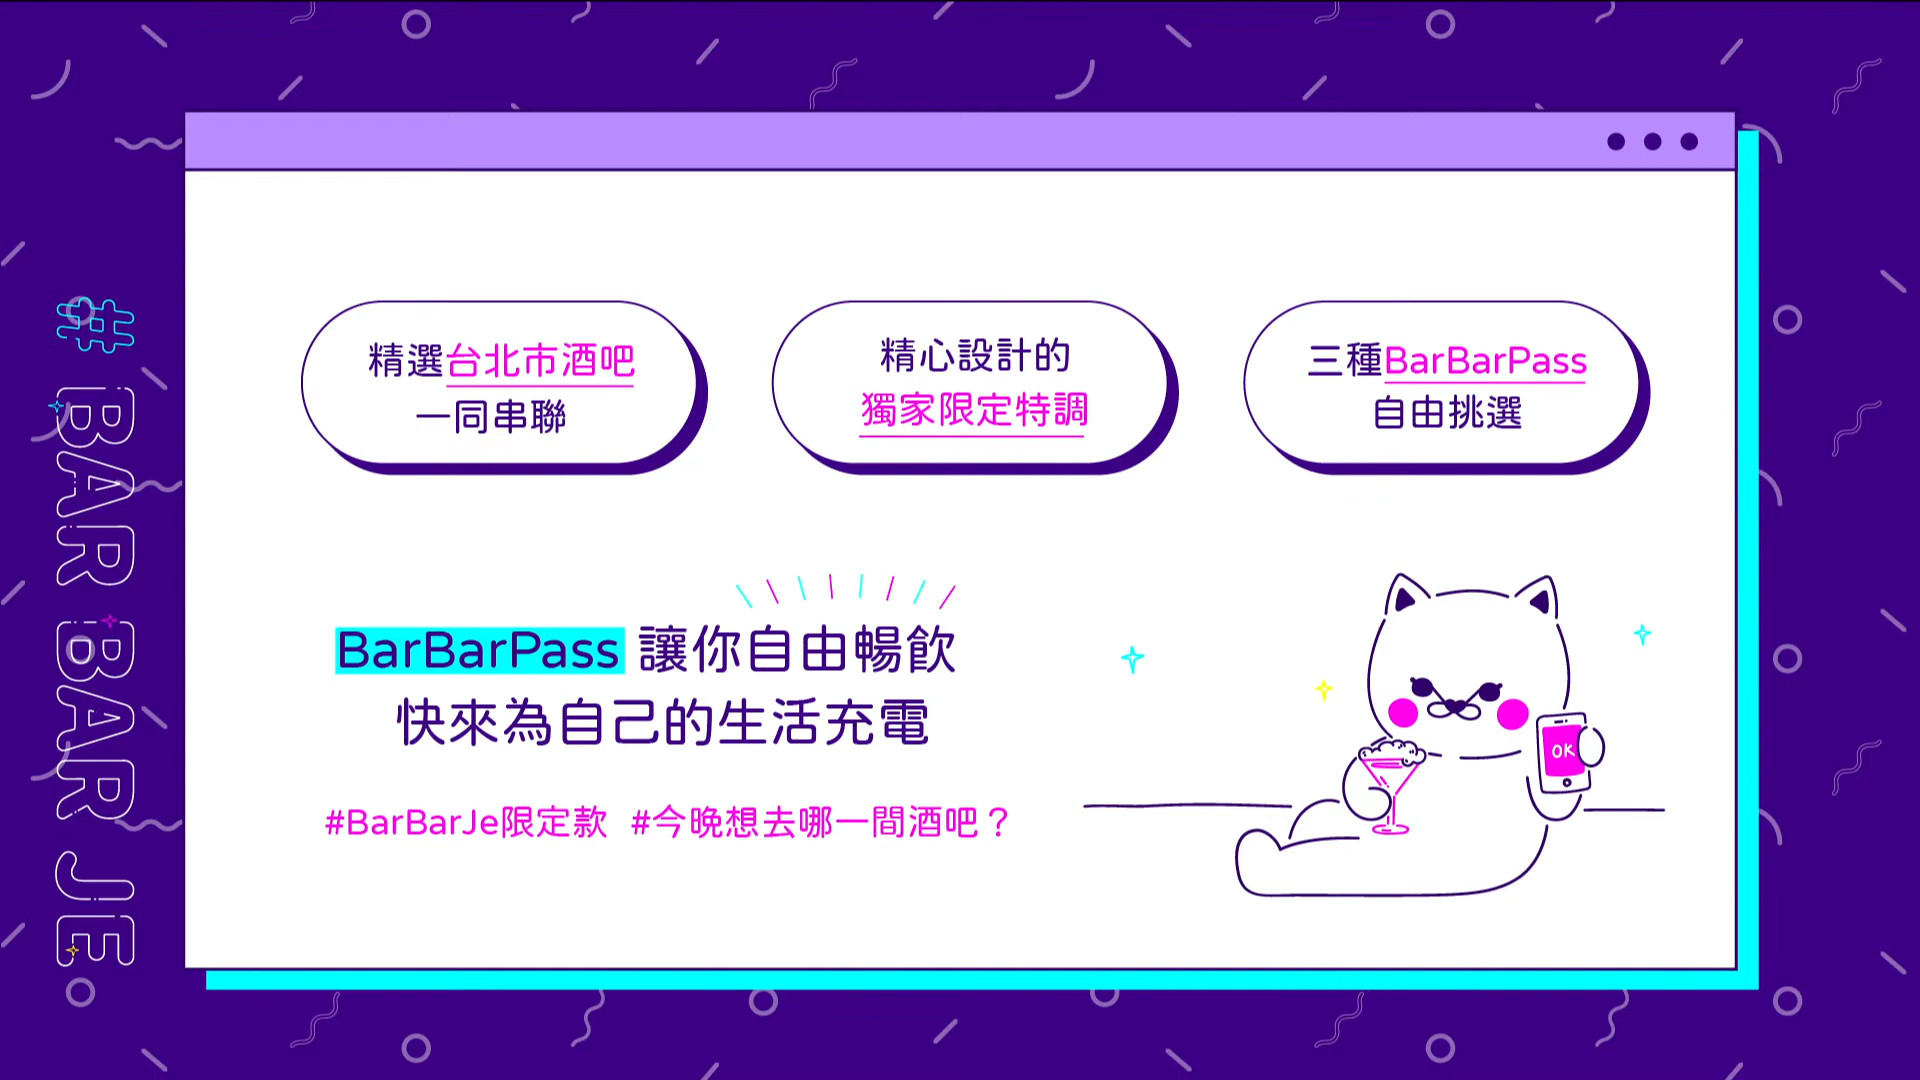 精選台北市酒吧
一同串聯
精心設計的
獨家限定特調
三種BarBarPass
自由挑選
BarBarPass 讓你自由暢飲
快來為自己的生活充電
#BarBarJe限定款 #今晚想去哪一間酒吧？
OK
# BAR BAR JE